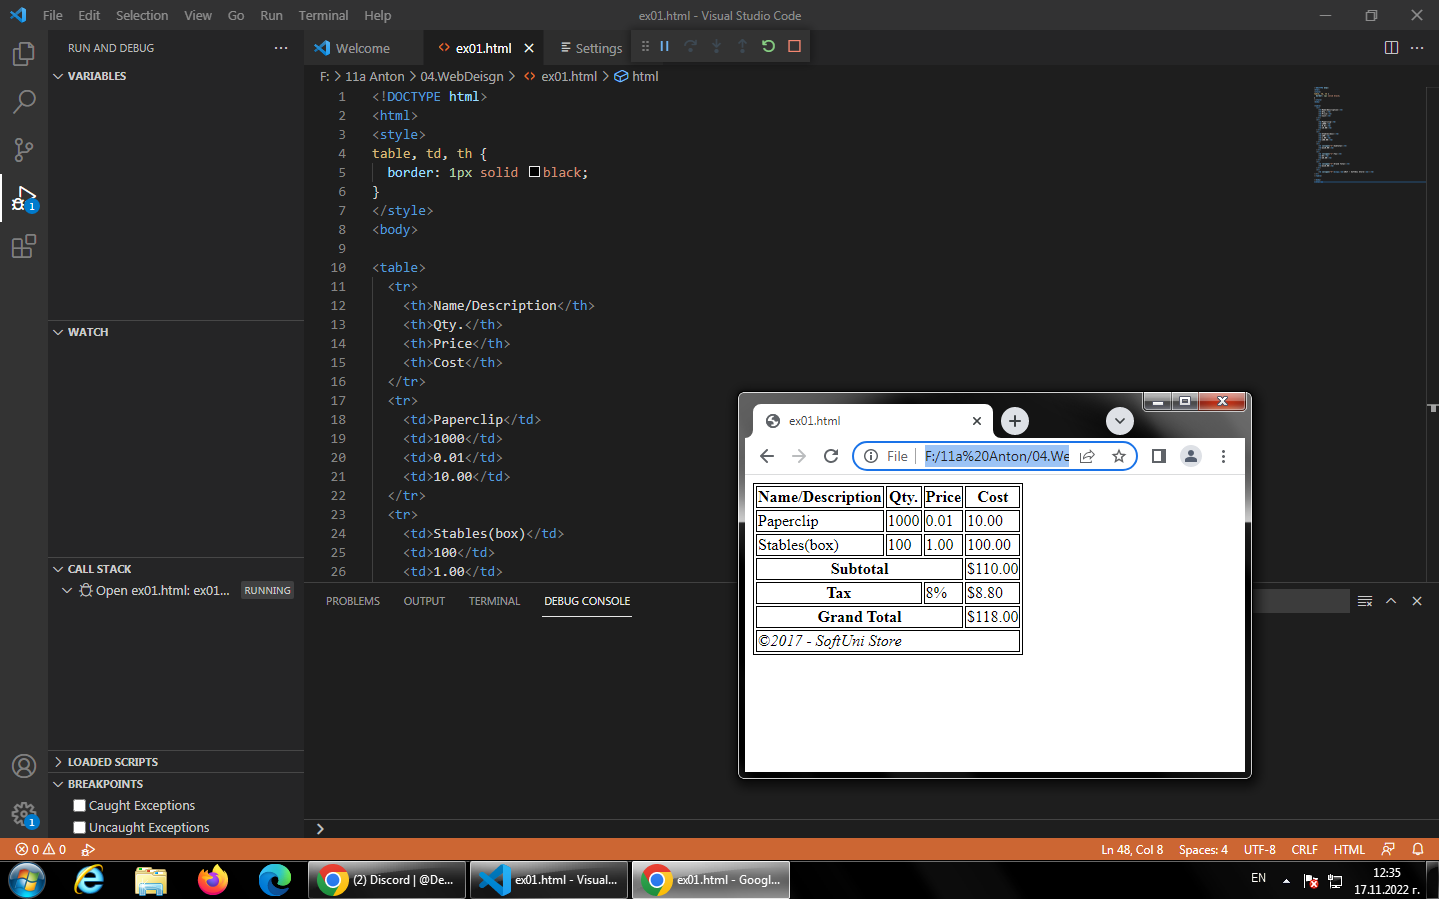 File Edit Selection View Go Run Terminal Help
ex01.html - Visual Studio Code
RUN AND DEBUG
Welcome
ex01.html
Settings
VARIABLES
F: > 11a Anton > 04.WebDeisgn > ex01.html > html
1 <!DOCTYPE html>
2 <html>
3 <style>
4 table, td, th {
5 border: 1px solid black;
6 }
7 </style>
8 <body>
9
10 <table>
11 <tr>
12 <th>Name/Description</th>
13 <th>Qty.</th>
14 <th>Price</th>
15 <th>Cost</th>
16 </tr>
17 <tr>
18 <td>Paperclip</td>
19 <td>1000</td>
20 <td>0.01</td>
21 <td>10.00</td>
22 </tr>
23 <tr>
24 <td>Stables(box)</td>
25 <td>100</td>
26 <td>1.00</td>
WATCH
CALL STACK
Open ex01.html: ex01...
RUNNING
LOADED SCRIPTS
BREAKPOINTS
Caught Exceptions
Uncaught Exceptions
PROBLEMS OUTPUT TERMINAL DEBUG CONSOLE
ex01.html
File F:/11a%20Anton/04.We
Name/Description Qty. Price Cost
Paperclip 1000 0.01 10.00
Stables(box) 100 1.00 100.00
Subtotal $110.00
Tax 8% $8.80
Grand Total $118.00
©2017 - SoftUni Store
1
1
0 0
Ln 48, Col 8 Spaces: 4 UTF-8 CRLF HTML
(2) Discord | @De...
ex01.html - Visual...
ex01.html - Googl...
EN
12:35
17.11.2022 г.